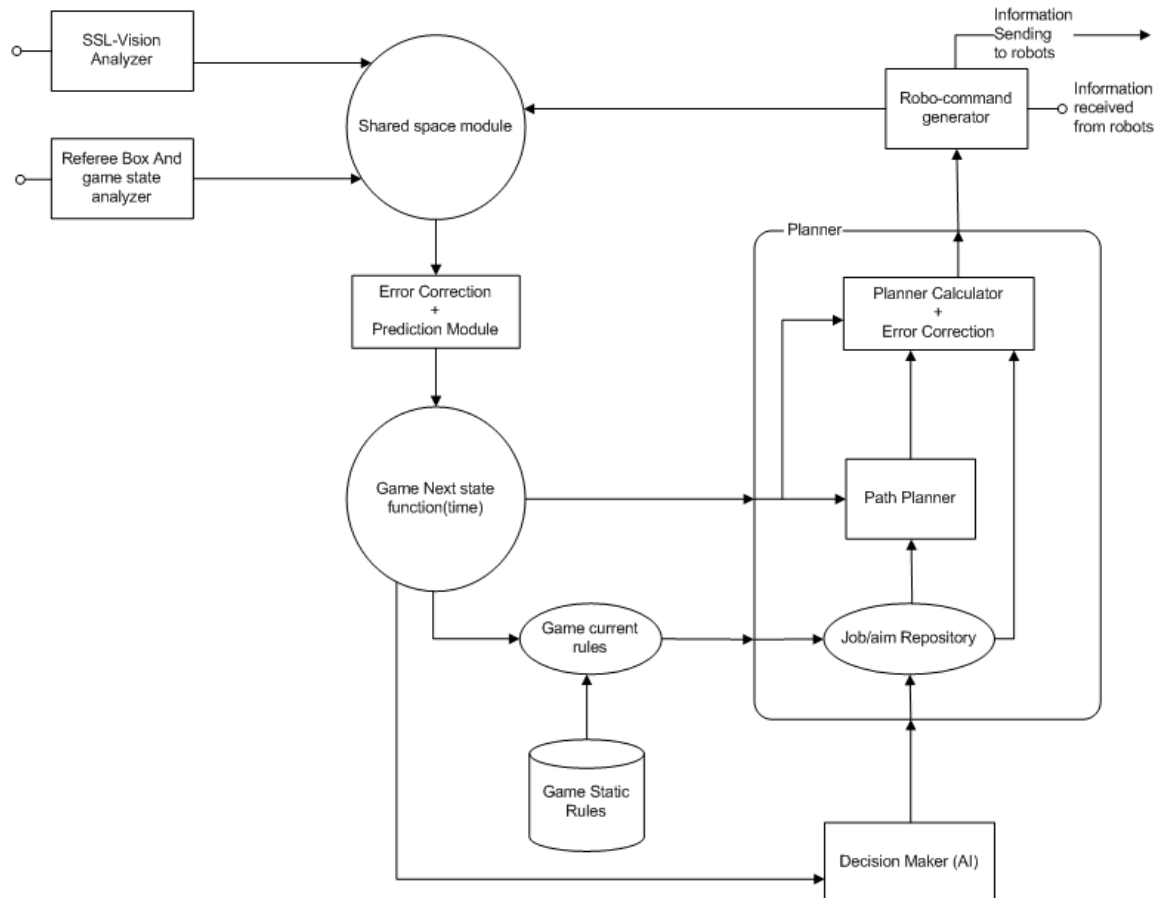 SSL-Vision
Analyzer
Referee Box And
game state
analyzer
Shared space module
Information
Sending
to robots
Robo-command
generator
Information
received
from robots
Error Correction
+
Prediction Module
Planner
Planner Calculator
+
Error Correction
Game Next state
function(time)
Path Planner
Game current
rules
Job/aim Repository
Game Static
Rules
Decision Maker (AI)